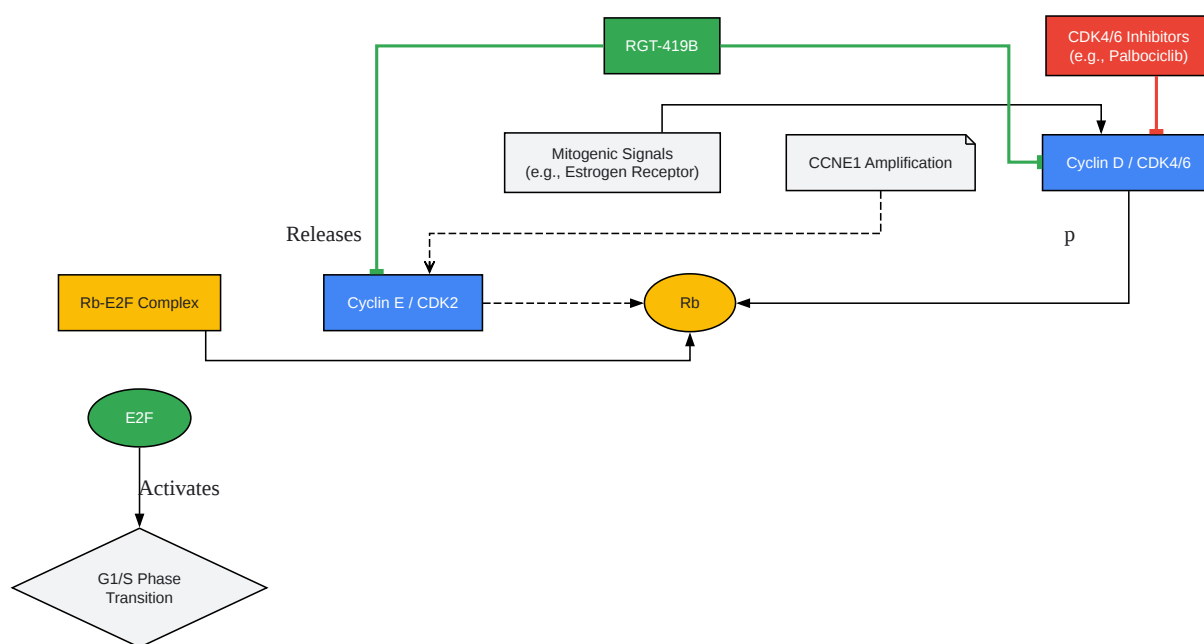 RGT-419B
CDK4/6 Inhibitors
(e.g., Palbociclib)
Mitogenic Signals
(e.g., Estrogen Receptor)
CCNE1 Amplification
Cyclin D / CDK4/6
Releases
p
Rb-E2F Complex
Cyclin E / CDK2
Rb
E2F
Activates
G1/S Phase
Transition